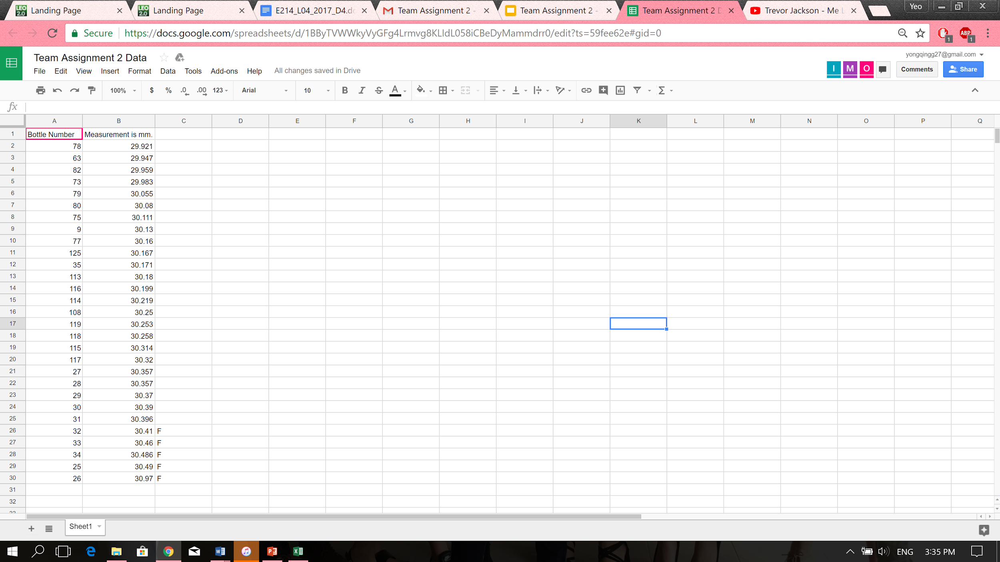 LEO 2.0 Landing Page LEO 2.0 Landing Page E214_L04_2017_D4.dc Team Assignment 2 - Team Assignment 2 - Team Assignment 2 D Trevor Jackson - Me L Yeo
Secure https://docs.google.com/spreadsheets/d/1BByTVWWkyVyGFg4Lrmvg8KLIdL058iCBeDyMammdrr0/edit?ts=59fee62e#gid=0 1 ABP 1
Team Assignment 2 Data yongqingg27@gmail.com
File Edit View Insert Format Data Tools Add-ons Help All changes saved in Drive I M O Comments Share
100% $ % .0 .00 123 Arial 10 B I S A Σ
fx
A B C D E F G H I J K L M N O P Q
1 Bottle Number Measurement is mm.
2 78 29.921
3 63 29.947
4 82 29.959
5 73 29.983
6 79 30.055
7 80 30.08
8 75 30.111
9 9 30.13
10 77 30.16
11 125 30.167
12 35 30.171
13 113 30.18
14 116 30.199
15 114 30.219
16 108 30.25
17 119 30.253
18 118 30.258
19 115 30.314
20 117 30.32
21 27 30.357
22 28 30.357
23 29 30.37
24 30 30.39
25 31 30.396
26 32 30.41 F
27 33 30.46 F
28 34 30.486 F
29 25 30.49 F
30 26 30.97 F
31
32
Sheet1
ENG 3:35 PM